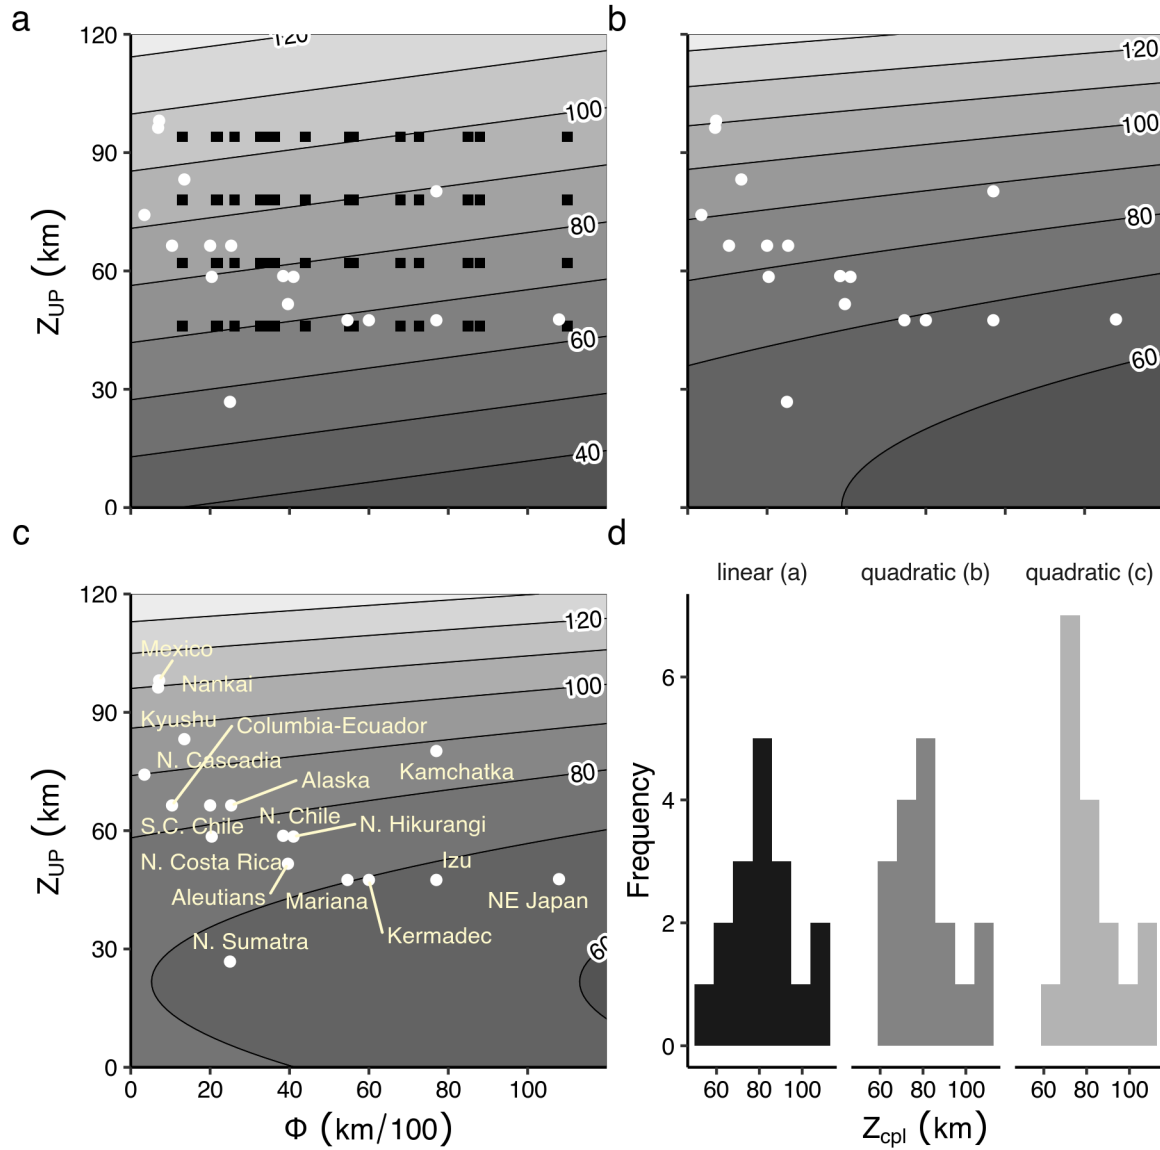 a
b
120
90
60
30
0
Z_UP (km)
120
100
80
60
40
120
100
80
60
c
d
120
90
60
30
0
Z_UP (km)
0 20 40 60 80 100
Φ (km/100)
120
100
80
60
Mexico
Nankai
Kyushu
Columbia-Ecuador
N. Cascadia
Kamchatka
Alaska
S.C. Chile
N. Chile
N. Hikurangi
N. Costa Rica
Izu
Aleutians
Mariana
NE Japan
N. Sumatra
Kermadec
linear (a) quadratic (b) quadratic (c)
Frequency
6
4
2
0
60 80 100 60 80 100 60 80 100
Z_cpl (km)